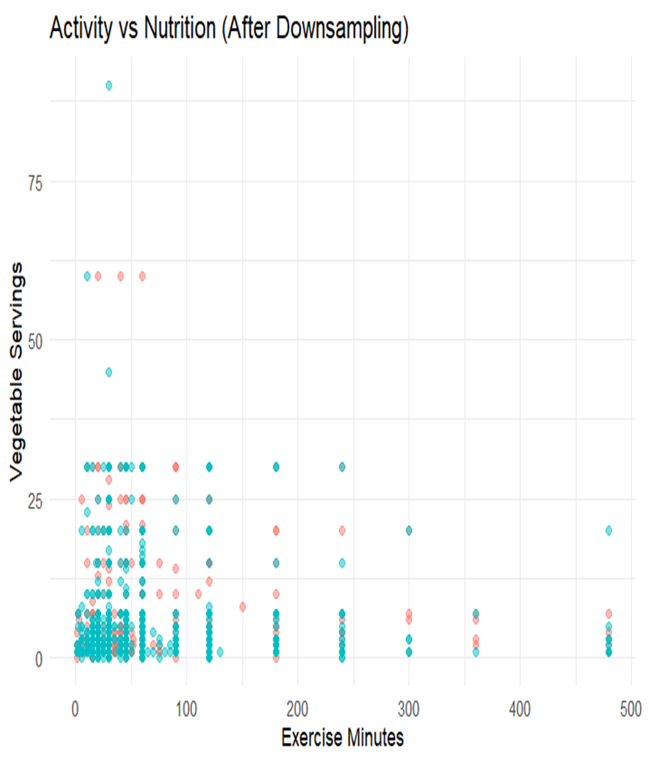 Activity vs Nutrition (After Downsampling)
Vegetable Servings
75
50
25
0
0 100 200 300 400 500
Exercise Minutes